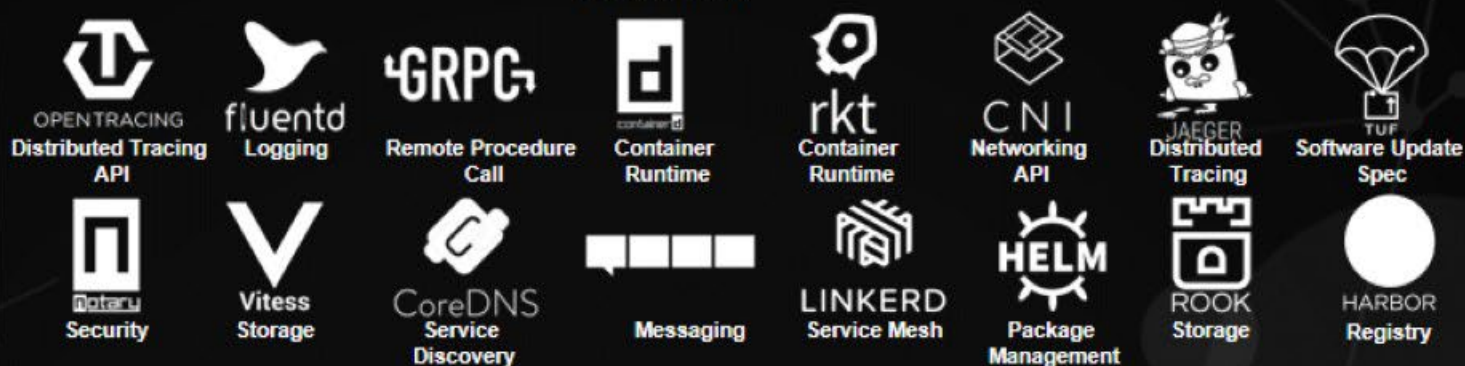 OPENTRACING
Distributed Tracing
API
fluentd
Logging
GRPC
Remote Procedure
Call
containerd
Container
Runtime
rkt
Container
Runtime
CNI
Networking
API
JAEGER
Distributed
Tracing
TUF
Software Update
Spec
notary
Security
Vitess
Storage
CoreDNS
Service
Discovery
Messaging
LINKERD
Service Mesh
HELM
Package
Management
ROOK
Storage
HARBOR
Registry